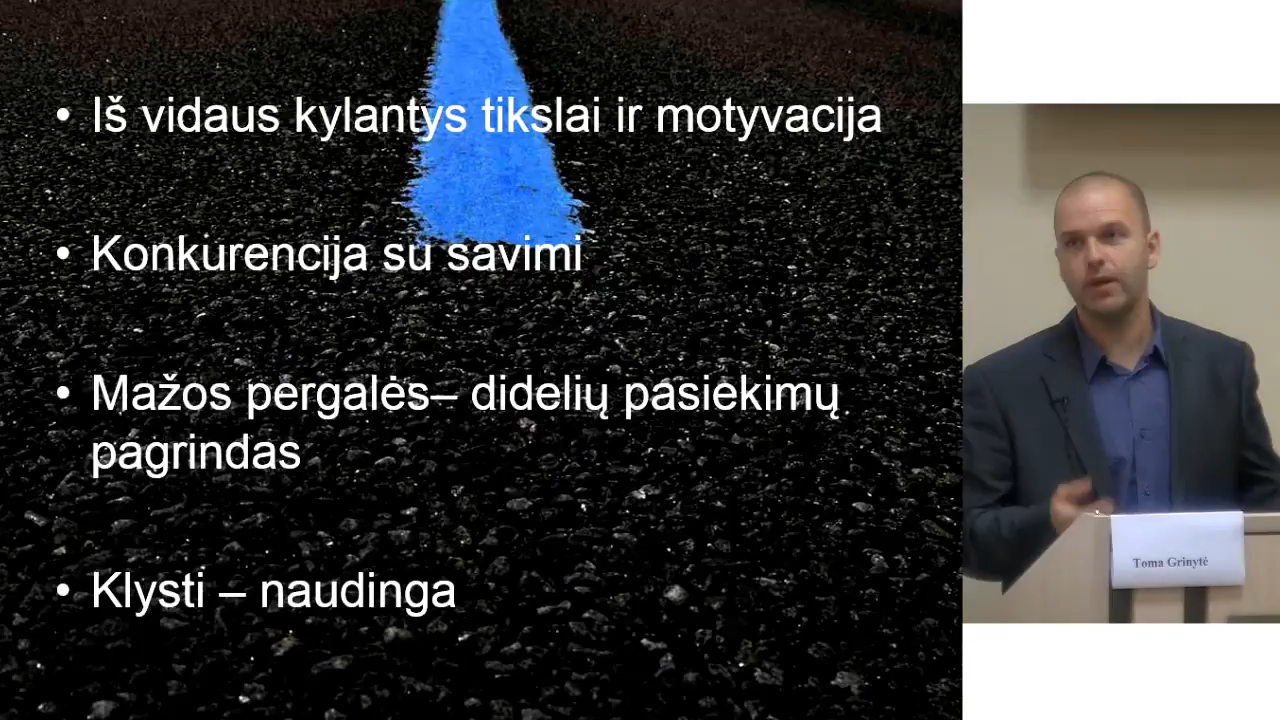 • Iš vidaus kylantys tikslai ir motyvacija
• Konkurencija su savimi
• Mažos pergalės– didelių pasiekimų
pagrindas
• Klysti – naudinga
Toma Grinytė